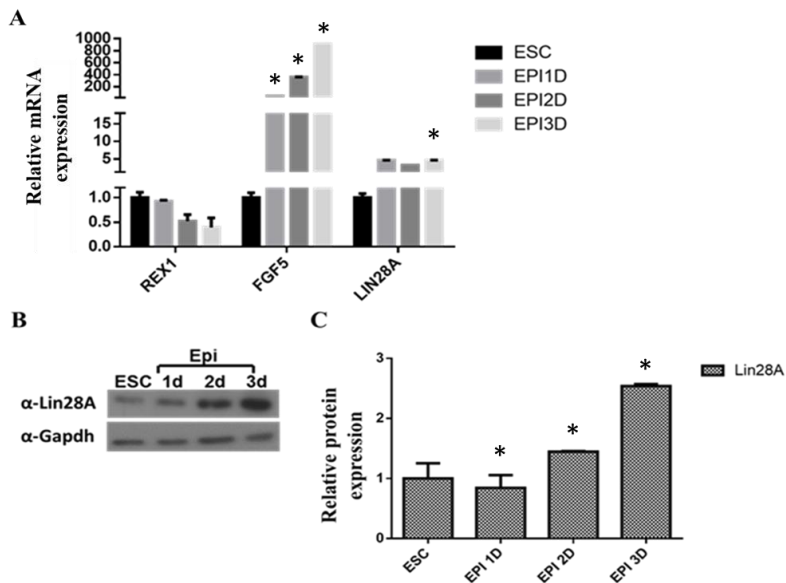 A
Relative mRNA
expression
1000
800
600
400
200
15
10
5
1.0
0.5
0.0
* * *
*
REX1
FGF5
LIN28A
ESC
EPI1D
EPI2D
EPI3D
B
Epi
ESC 1d 2d 3d
α-Lin28A
α-Gapdh
C
Relative protein
expression
3
2
1
0
* * *
ESC
EPI 1D
EPI 2D
EPI 3D
Lin28A